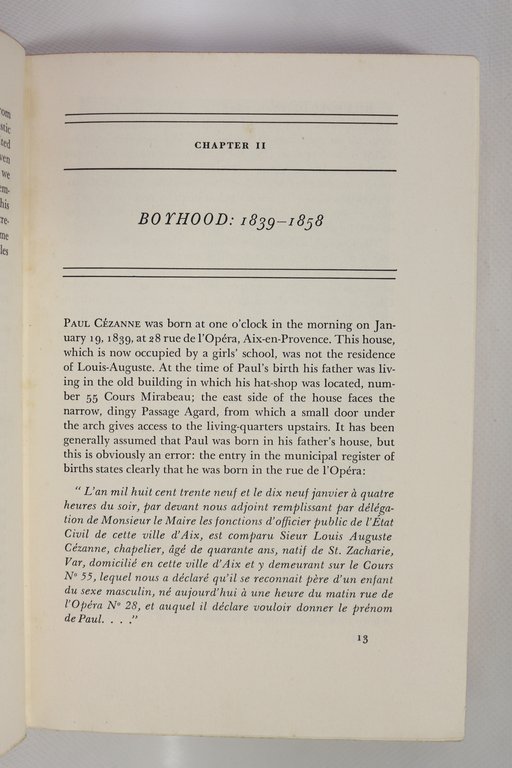 om
stic
ted
ven
we
em-
his
re-
me
les
CHAPTER II
BOYHOOD: 1839–1858
PAUL CÉZANNE was born at one o'clock in the morning on Jan-
uary 19, 1839, at 28 rue de l'Opéra, Aix-en-Provence. This house,
which is now occupied by a girls' school, was not the residence
of Louis-Auguste. At the time of Paul's birth his father was liv-
ing in the old building in which his hat-shop was located, num-
ber 55 Cours Mirabeau; the east side of the house faces the
narrow, dingy Passage Agard, from which a small door under
the arch gives access to the living-quarters upstairs. It has been
generally assumed that Paul was born in his father's house, but
this is obviously an error: the entry in the municipal register of
births states clearly that he was born in the rue de l'Opéra:
" L'an mil huit cent trente neuf et le dix neuf janvier à quatre
heures du soir, par devant nous adjoint remplissant par déléga-
tion de Monsieur le Maire les fonctions d'officier public de l'État
Civil de cette ville d'Aix, est comparu Sieur Louis Auguste
Cézanne, chapelier, âgé de quarante ans, natif de St. Zacharie,
Var, domicilié en cette ville d'Aix et y demeurant sur le Cours
Nº 55, lequel nous a déclaré qu'il se reconnait père d'un enfant
du sexe masculin, né aujourd'hui à une heure du matin rue de
l'Opéra Nº 28, et auquel il déclare vouloir donner le prénom
de Paul. . . ."
13